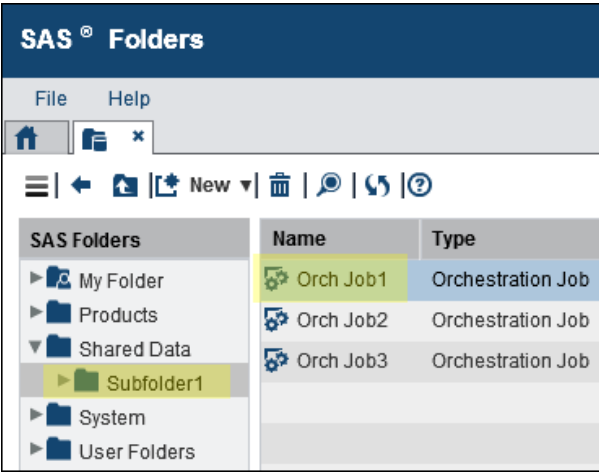 SAS ® Folders
File Help
New
SAS Folders
My Folder
Products
Shared Data
Subfolder1
System
User Folders
Name Type
Orch Job1 Orchestration Job
Orch Job2 Orchestration Job
Orch Job3 Orchestration Job